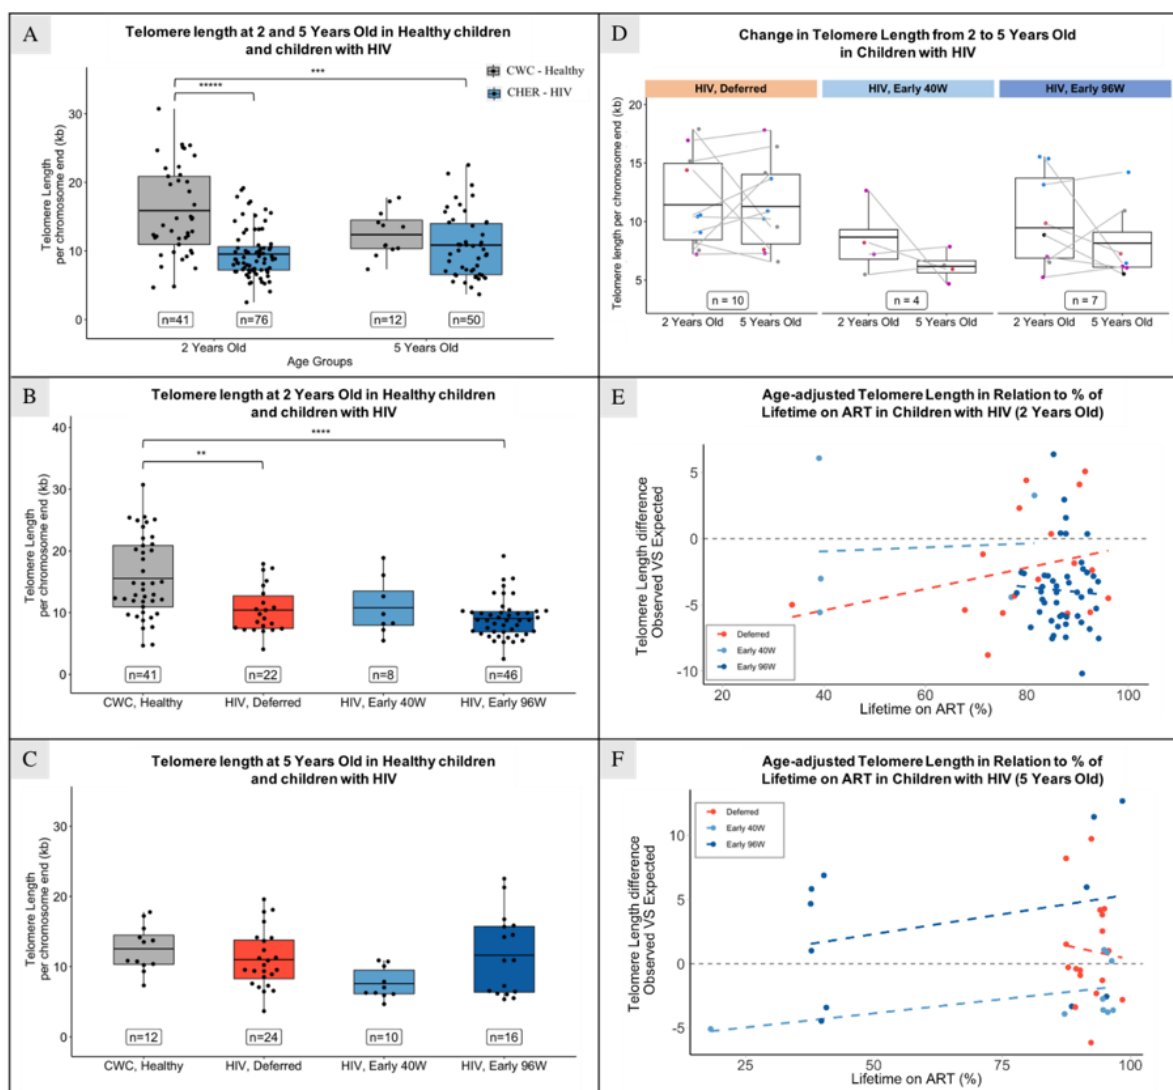 A
Telomere length at 2 and 5 Years Old in Healthy children
and children with HIV
CWC - Healthy
CHER - HIV
***
*****
Telomere Length
per chromosome end (kb)
30
20
10
0
n=41
n=76
n=12
n=50
2 Years Old
5 Years Old
Age Groups
B
Telomere length at 2 Years Old in Healthy children
and children with HIV
****
**
Telomere Length
per chromosome end (kb)
40
30
20
10
0
n=41
n=22
n=8
n=46
CWC, Healthy
HIV, Deferred
HIV, Early 40W
HIV, Early 96W
C
Telomere length at 5 Years Old in Healthy children
and children with HIV
Telomere Length
per chromosome end (kb)
30
20
10
0
n=12
n=24
n=10
n=16
CWC, Healthy
HIV, Deferred
HIV, Early 40W
HIV, Early 96W
D
Change in Telomere Length from 2 to 5 Years Old
in Children with HIV
HIV, Deferred
HIV, Early 40W
HIV, Early 96W
Telomere length per chromosome end (kb)
20
15
10
5
n = 10
n = 4
n = 7
2 Years Old
5 Years Old
2 Years Old
5 Years Old
2 Years Old
5 Years Old
E
Age-adjusted Telomere Length in Relation to % of
Lifetime on ART in Children with HIV (2 Years Old)
Telomere Length difference
Observed VS Expected
5
0
-5
-10
Deferred
Early 40W
Early 96W
20
40
60
80
100
Lifetime on ART (%)
F
Age-adjusted Telomere Length in Relation to % of
Lifetime on ART in Children with HIV (5 Years Old)
Telomere Length difference
Observed VS Expected
10
5
0
-5
Deferred
Early 40W
Early 96W
25
50
75
100
Lifetime on ART (%)